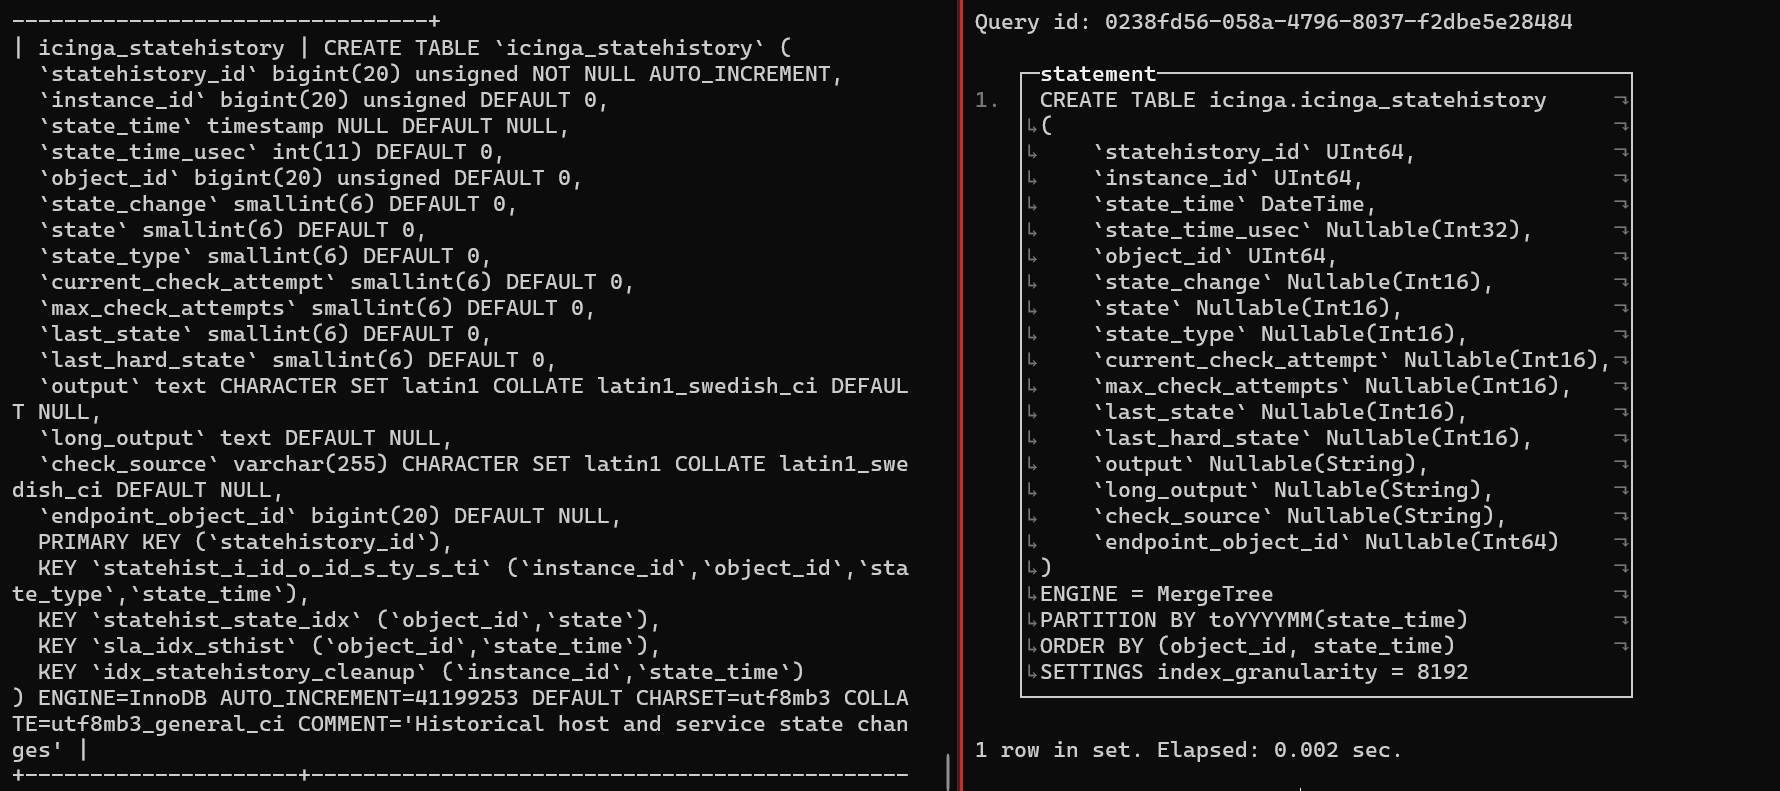 -------------------------------+
| icinga_statehistory | CREATE TABLE `icinga_statehistory` (
  `statehistory_id` bigint(20) unsigned NOT NULL AUTO_INCREMENT,
  `instance_id` bigint(20) unsigned DEFAULT 0,
  `state_time` timestamp NULL DEFAULT NULL,
  `state_time_usec` int(11) DEFAULT 0,
  `object_id` bigint(20) unsigned DEFAULT 0,
  `state_change` smallint(6) DEFAULT 0,
  `state` smallint(6) DEFAULT 0,
  `state_type` smallint(6) DEFAULT 0,
  `current_check_attempt` smallint(6) DEFAULT 0,
  `max_check_attempts` smallint(6) DEFAULT 0,
  `last_state` smallint(6) DEFAULT 0,
  `last_hard_state` smallint(6) DEFAULT 0,
  `output` text CHARACTER SET latin1 COLLATE latin1_swedish_ci DEFAUL
T NULL,
  `long_output` text DEFAULT NULL,
  `check_source` varchar(255) CHARACTER SET latin1 COLLATE latin1_swe
dish_ci DEFAULT NULL,
  `endpoint_object_id` bigint(20) DEFAULT NULL,
  PRIMARY KEY (`statehistory_id`),
  KEY `statehist_i_id_o_id_s_ty_s_ti` (`instance_id`,`object_id`,`sta
te_type`,`state_time`),
  KEY `statehist_state_idx` (`object_id`,`state`),
  KEY `sla_idx_sthist` (`object_id`,`state_time`),
  KEY `idx_statehistory_cleanup` (`instance_id`,`state_time`)
) ENGINE=InnoDB AUTO_INCREMENT=41199253 DEFAULT CHARSET=utf8mb3 COLLA
TE=utf8mb3_general_ci COMMENT='Historical host and service state chan
ges' |
+---------------------+----------------------------------------------
Query id: 0238fd56-058a-4796-8037-f2dbe5e28484
statement
1. CREATE TABLE icinga.icinga_statehistory ↴
↳( ↴
↳    `statehistory_id` UInt64, ↴
↳    `instance_id` UInt64, ↴
↳    `state_time` DateTime, ↴
↳    `state_time_usec` Nullable(Int32), ↴
↳    `object_id` UInt64, ↴
↳    `state_change` Nullable(Int16), ↴
↳    `state` Nullable(Int16), ↴
↳    `state_type` Nullable(Int16), ↴
↳    `current_check_attempt` Nullable(Int16),↴
↳    `max_check_attempts` Nullable(Int16), ↴
↳    `last_state` Nullable(Int16), ↴
↳    `last_hard_state` Nullable(Int16), ↴
↳    `output` Nullable(String), ↴
↳    `long_output` Nullable(String), ↴
↳    `check_source` Nullable(String), ↴
↳    `endpoint_object_id` Nullable(Int64) ↴
↳) ↴
↳ENGINE = MergeTree ↴
↳PARTITION BY toYYYYMM(state_time) ↴
↳ORDER BY (object_id, state_time) ↴
↳SETTINGS index_granularity = 8192
1 row in set. Elapsed: 0.002 sec.